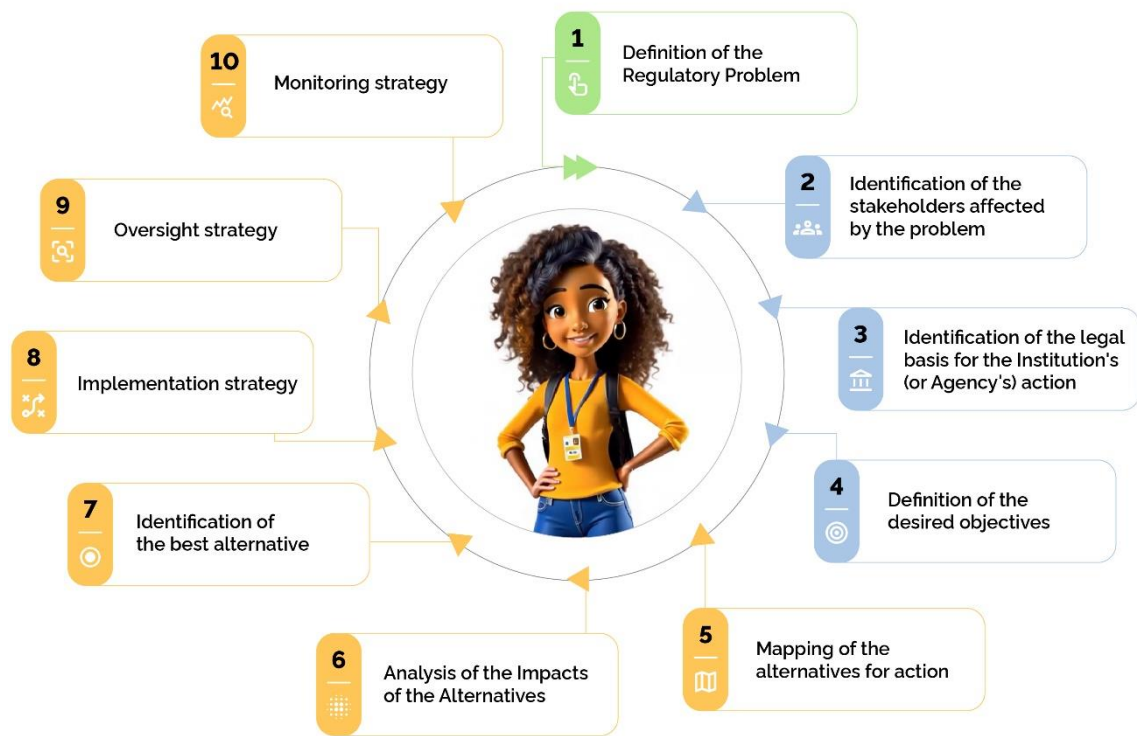 1
Definition of the
Regulatory Problem
2
Identification of the
stakeholders affected
by the problem
3
Identification of the legal
basis for the Institution's
(or Agency's) action
4
Definition of the
desired objectives
5
Mapping of the
alternatives for action
6
Analysis of the Impacts
of the Alternatives
7
Identification of
the best alternative
8
Implementation strategy
9
Oversight strategy
10
Monitoring strategy